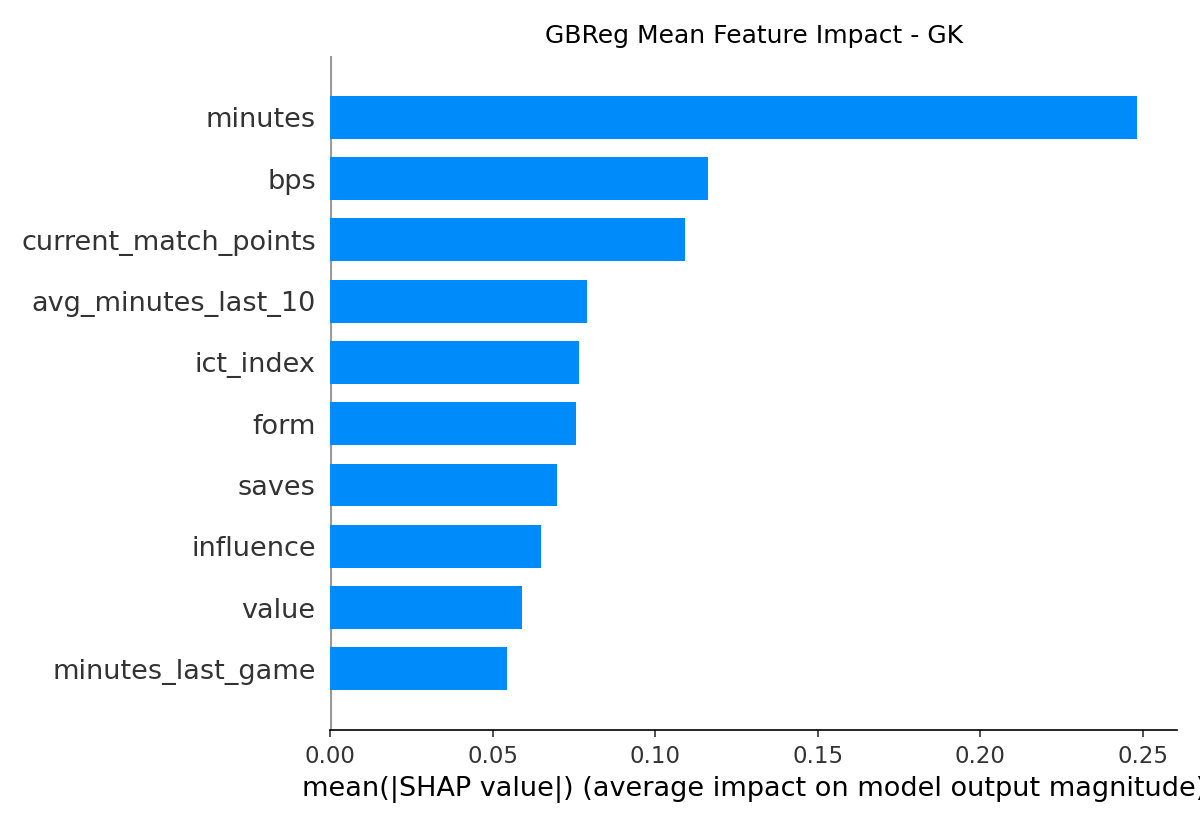 GBReg Mean Feature Impact - GK
minutes
bps
current_match_points
avg_minutes_last_10
ict_index
form
saves
influence
value
minutes_last_game
0.00 0.05 0.10 0.15 0.20 0.25
mean(|SHAP value|) (average impact on model output magnitude)